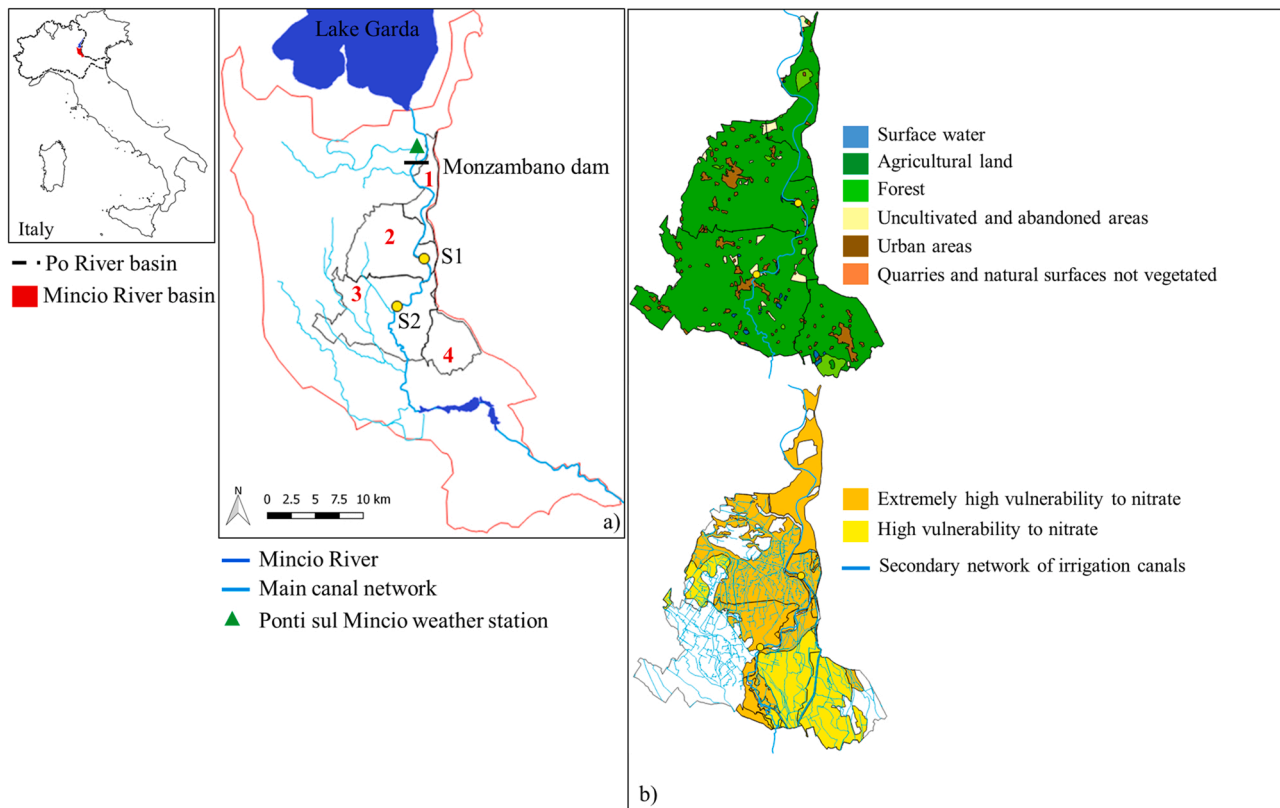 Italy
Po River basin
Mincio River basin
Lake Garda
Monzambano dam
1
2
S1
3
S2
4
N
0 2.5 5 7.5 10 km
a)
Mincio River
Main canal network
Ponti sul Mincio weather station
Surface water
Agricultural land
Forest
Uncultivated and abandoned areas
Urban areas
Quarries and natural surfaces not vegetated
Extremely high vulnerability to nitrate
High vulnerability to nitrate
Secondary network of irrigation canals
b)